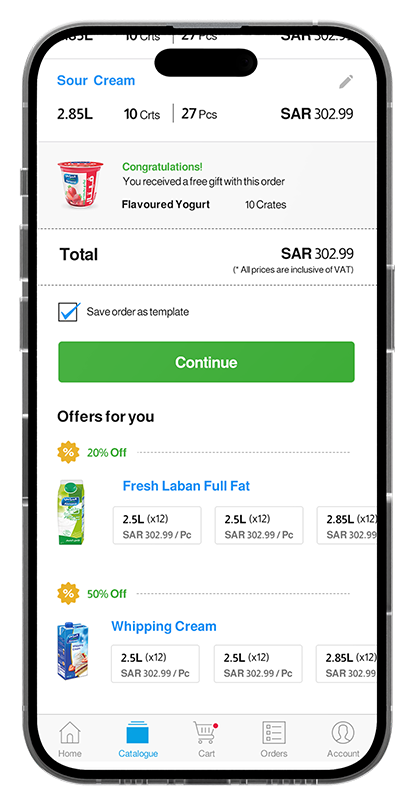 2.85L 10 Crts 27 Pcs SAR 302.99
Sour Cream
2.85L 10 Crts 27 Pcs SAR 302.99
Congratulations!
You received a free gift with this order
Flavoured Yogurt 10 Crates
Total SAR 302.99
(* All prices are inclusive of VAT)
Save order as template
Continue
Offers for you
% 20% Off
Fresh Laban Full Fat
2.5L (x12) 2.5L (x12) 2.85L (x12)
SAR 302.99 / Pc SAR 302.99 / Pc SAR 302.99
% 50% Off
Whipping Cream
2.5L (x12) 2.5L (x12) 2.85L (x12)
SAR 302.99 / Pc SAR 302.99 / Pc SAR 302.99
Home Catalogue Cart Orders Account